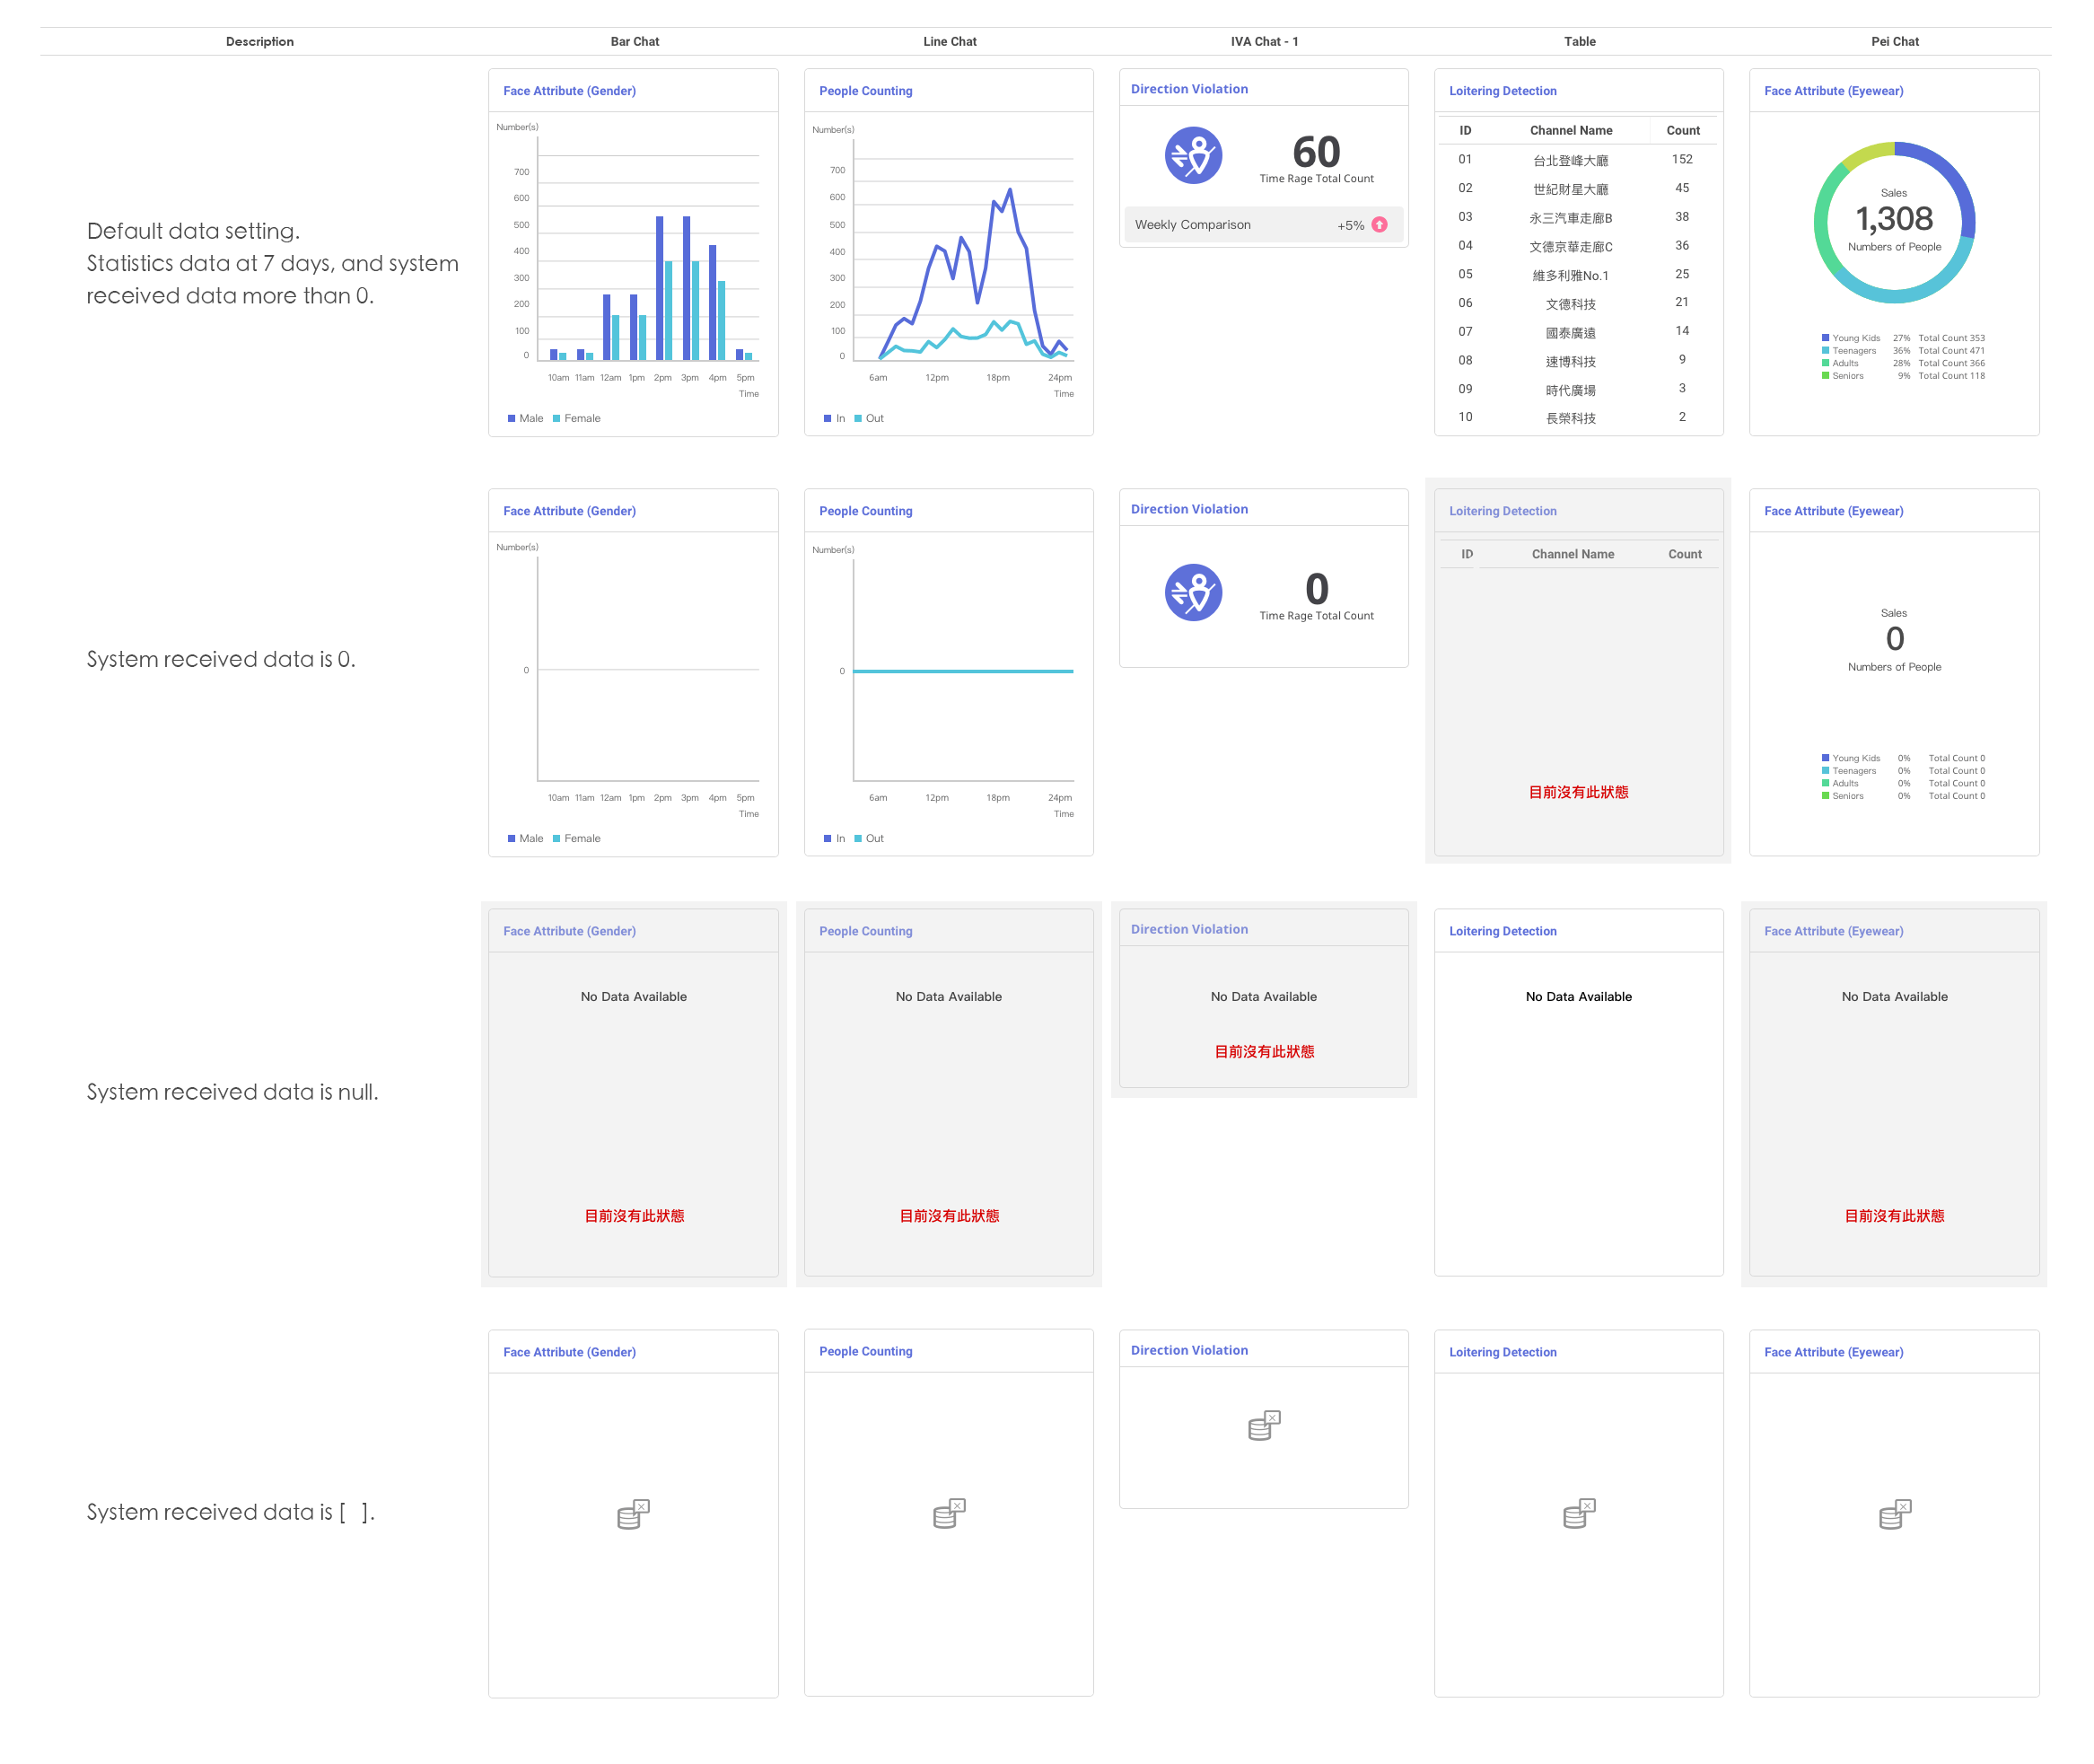 Description
Bar Chat
Line Chat
IVA Chat - 1
Table
Pei Chat
Default data setting.
Statistics data at 7 days, and system
received data more than 0.
Face Attribute (Gender)
Number(s)
700
600
500
400
300
200
100
0
10am 11am 12am 1pm 2pm 3pm 4pm 5pm
Time
Male Female
People Counting
Number(s)
700
600
500
400
300
200
100
0
6am 12pm 18pm 24pm
Time
In Out
Direction Violation
60
Time Rage Total Count
Weekly Comparison +5%
Loitering Detection
ID Channel Name Count
01 台北登峰大廳 152
02 世紀財星大廳 45
03 永三汽車走廊B 38
04 文德京華走廊C 36
05 維多利雅No.1 25
06 文德科技 21
07 國泰廣遠 14
08 速博科技 9
09 時代廣場 3
10 長榮科技 2
Face Attribute (Eyewear)
Sales
1,308
Numbers of People
Young Kids 27% Total Count 353
Teenagers 36% Total Count 471
Adults 28% Total Count 366
Seniors 9% Total Count 118
System received data is 0.
Face Attribute (Gender)
Number(s)
0
10am 11am 12am 1pm 2pm 3pm 4pm 5pm
Time
Male Female
People Counting
Number(s)
0
6am 12pm 18pm 24pm
Time
In Out
Direction Violation
0
Time Rage Total Count
Loitering Detection
ID Channel Name Count
目前沒有此狀態
Face Attribute (Eyewear)
Sales
0
Numbers of People
Young Kids 0% Total Count 0
Teenagers 0% Total Count 0
Adults 0% Total Count 0
Seniors 0% Total Count 0
System received data is null.
Face Attribute (Gender)
No Data Available
目前沒有此狀態
People Counting
No Data Available
目前沒有此狀態
Direction Violation
No Data Available
目前沒有此狀態
Loitering Detection
No Data Available
Face Attribute (Eyewear)
No Data Available
目前沒有此狀態
System received data is [ ].
Face Attribute (Gender)
People Counting
Direction Violation
Loitering Detection
Face Attribute (Eyewear)